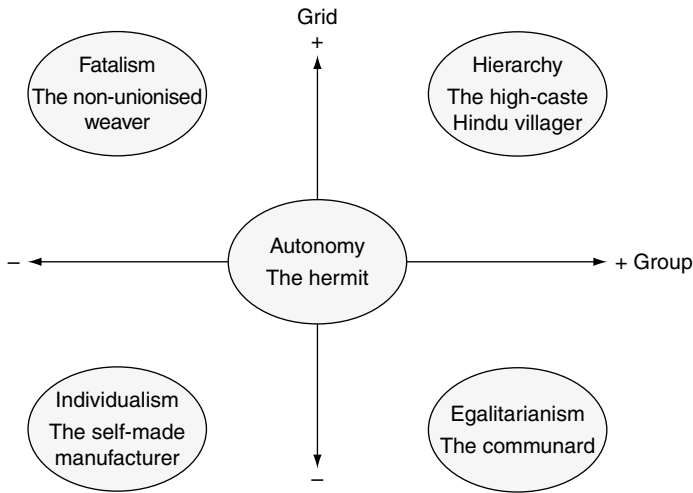 Grid
+
Fatalism
The non-unionised
weaver
Hierarchy
The high-caste
Hindu villager
Autonomy
The hermit
–
+ Group
Individualism
The self-made
manufacturer
Egalitarianism
The communard
–